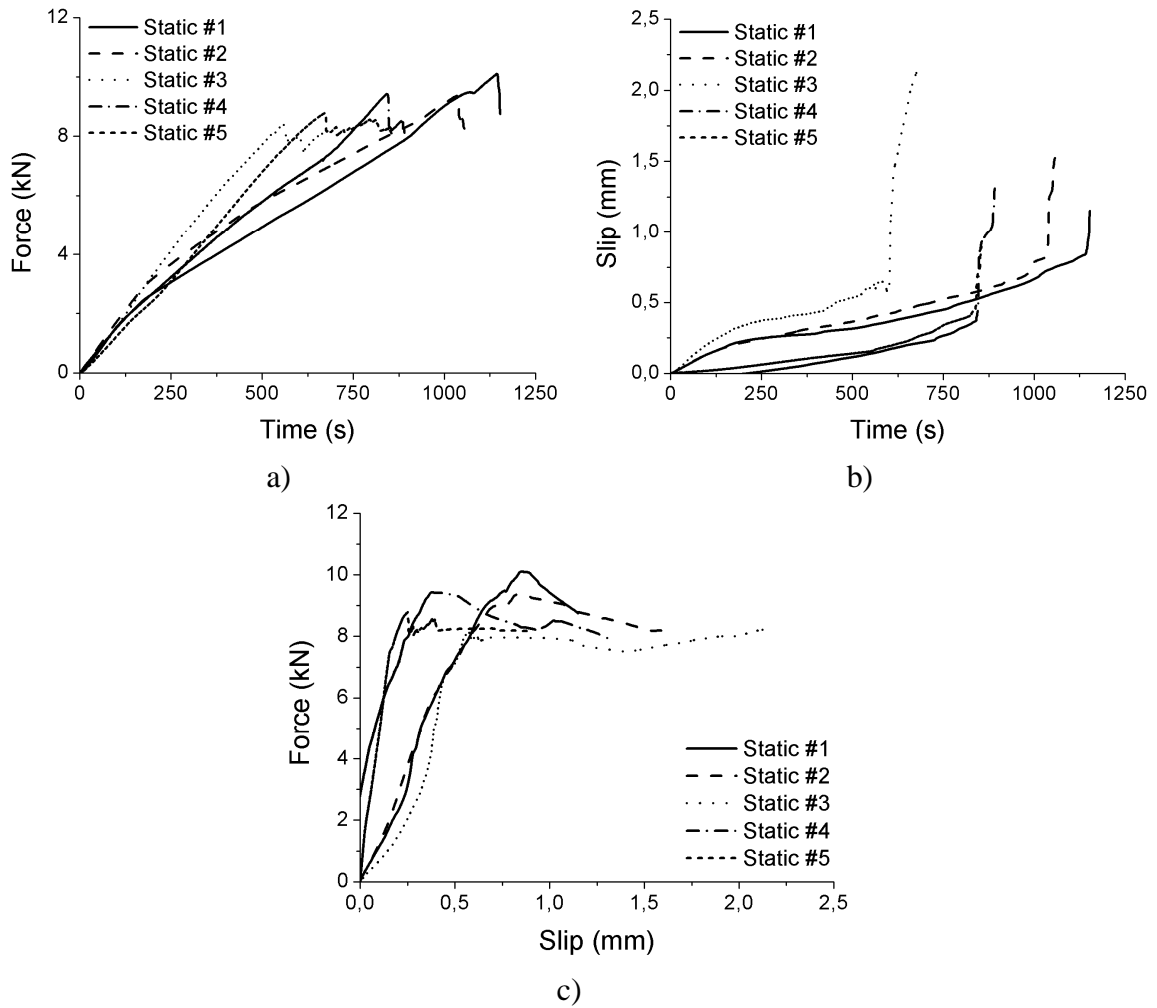 12
8
4
0
Force (kN)
Static #1
Static #2
Static #3
Static #4
Static #5
0 250 500 750 1000 1250
Time (s)
a)
2,5
2,0
1,5
1,0
0,5
0,0
Slip (mm)
Static #1
Static #2
Static #3
Static #4
Static #5
0 250 500 750 1000 1250
Time (s)
b)
12
10
8
6
4
2
0
Force (kN)
Static #1
Static #2
Static #3
Static #4
Static #5
0,0 0,5 1,0 1,5 2,0 2,5
Slip (mm)
c)